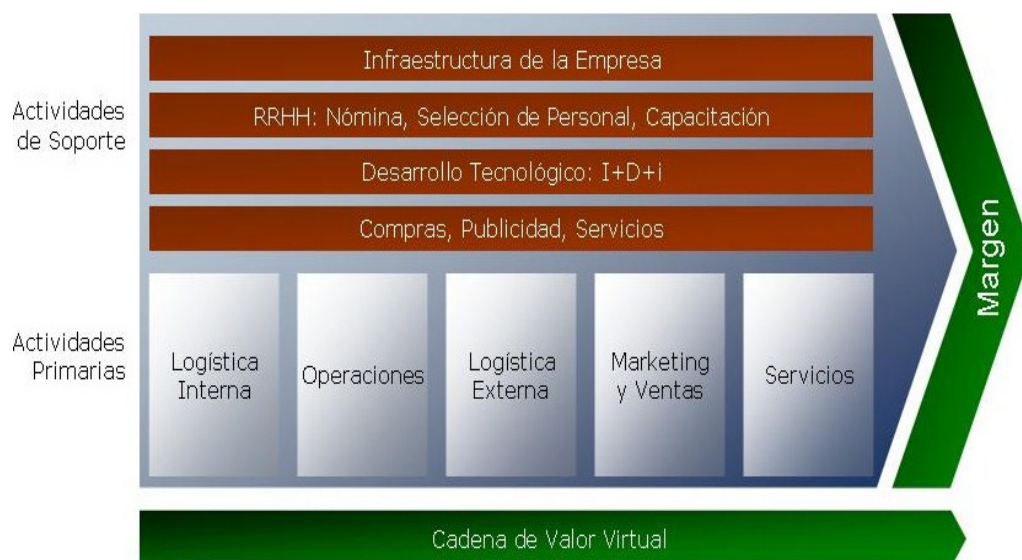 Infraestructura de la Empresa
Actividades
de Soporte
RRHH: Nómina, Selección de Personal, Capacitación
Desarrollo Tecnológico: I+D+i
Compras, Publicidad, Servicios
Actividades
Primarias
Logística
Interna
Operaciones
Logística
Externa
Marketing
y Ventas
Servicios
Margen
Cadena de Valor Virtual